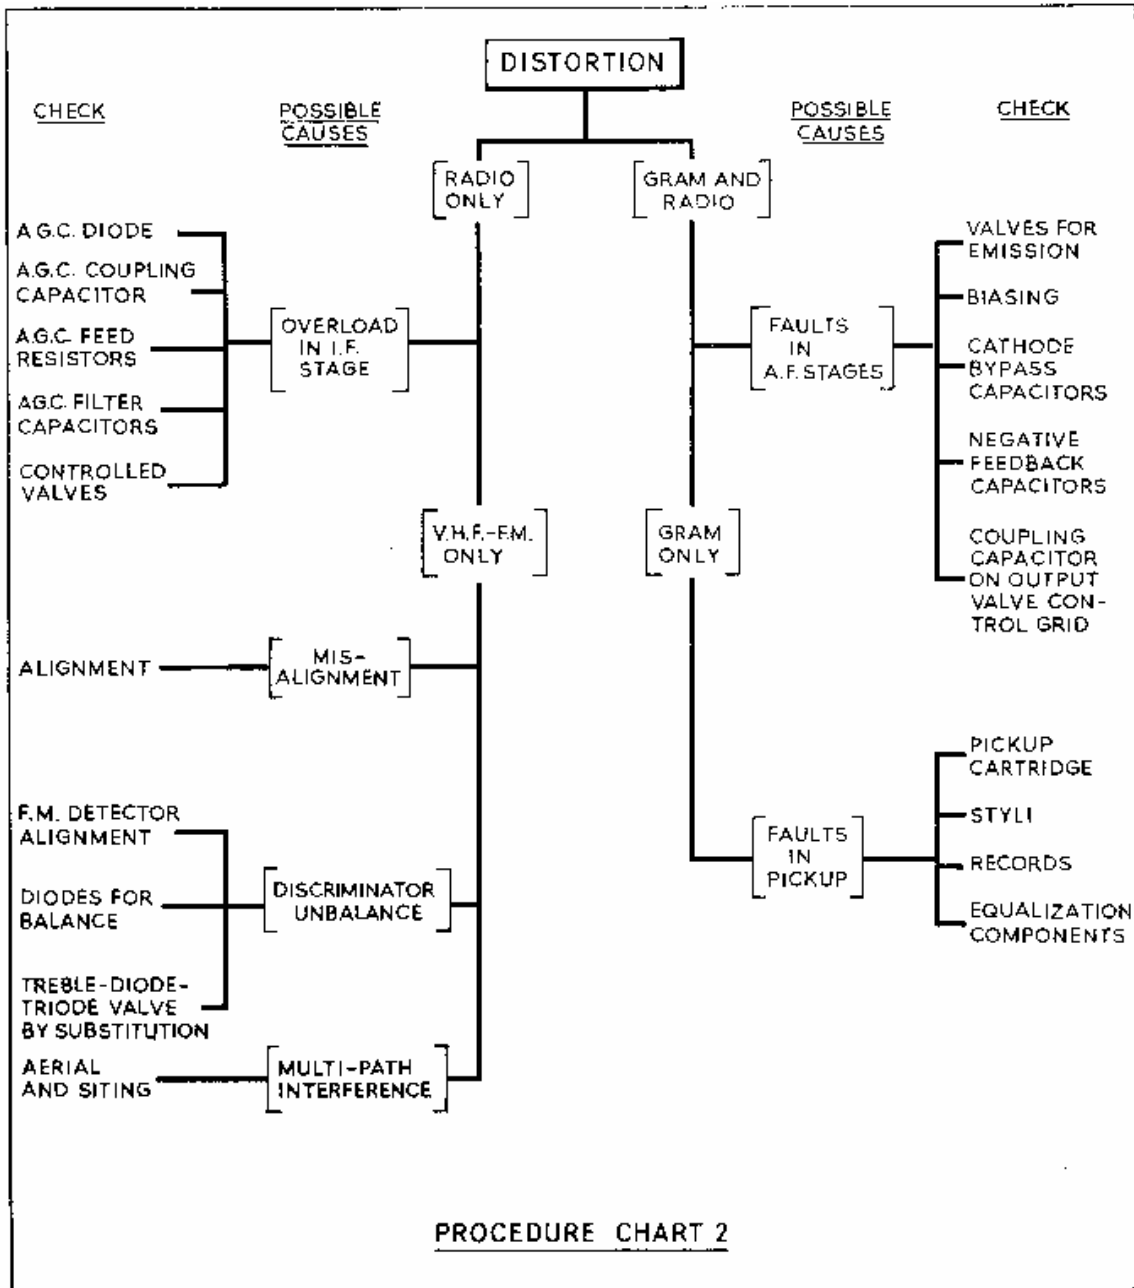 DISTORTION
CHECK
POSSIBLE
CAUSES
POSSIBLE
CAUSES
CHECK
RADIO
ONLY
GRAM AND
RADIO
A.G.C. DIODE
A.G.C. COUPLING
CAPACITOR
A.G.C. FEED
RESISTORS
A.G.C. FILTER
CAPACITORS
CONTROLLED
VALVES
OVERLOAD
IN I.F.
STAGE
FAULTS
IN
A.F. STAGES
VALVES FOR
EMISSION
BIASING
CATHODE
BYPASS
CAPACITORS
NEGATIVE
FEEDBACK
CAPACITORS
COUPLING
CAPACITOR
ON OUTPUT
VALVE CON-
TROL GRID
V.H.F.-F.M.
ONLY
GRAM
ONLY
ALIGNMENT
MIS-
ALIGNMENT
F.M. DETECTOR
ALIGNMENT
DIODES FOR
BALANCE
TREBLE-DIODE-
TRIODE VALVE
BY SUBSTITUTION
DISCRIMINATOR
UNBALANCE
AERIAL
AND SITING
MULTI-PATH
INTERFERENCE
FAULTS
IN
PICKUP
PICKUP
CARTRIDGE
STYLI
RECORDS
EQUALIZATION
COMPONENTS
PROCEDURE CHART 2